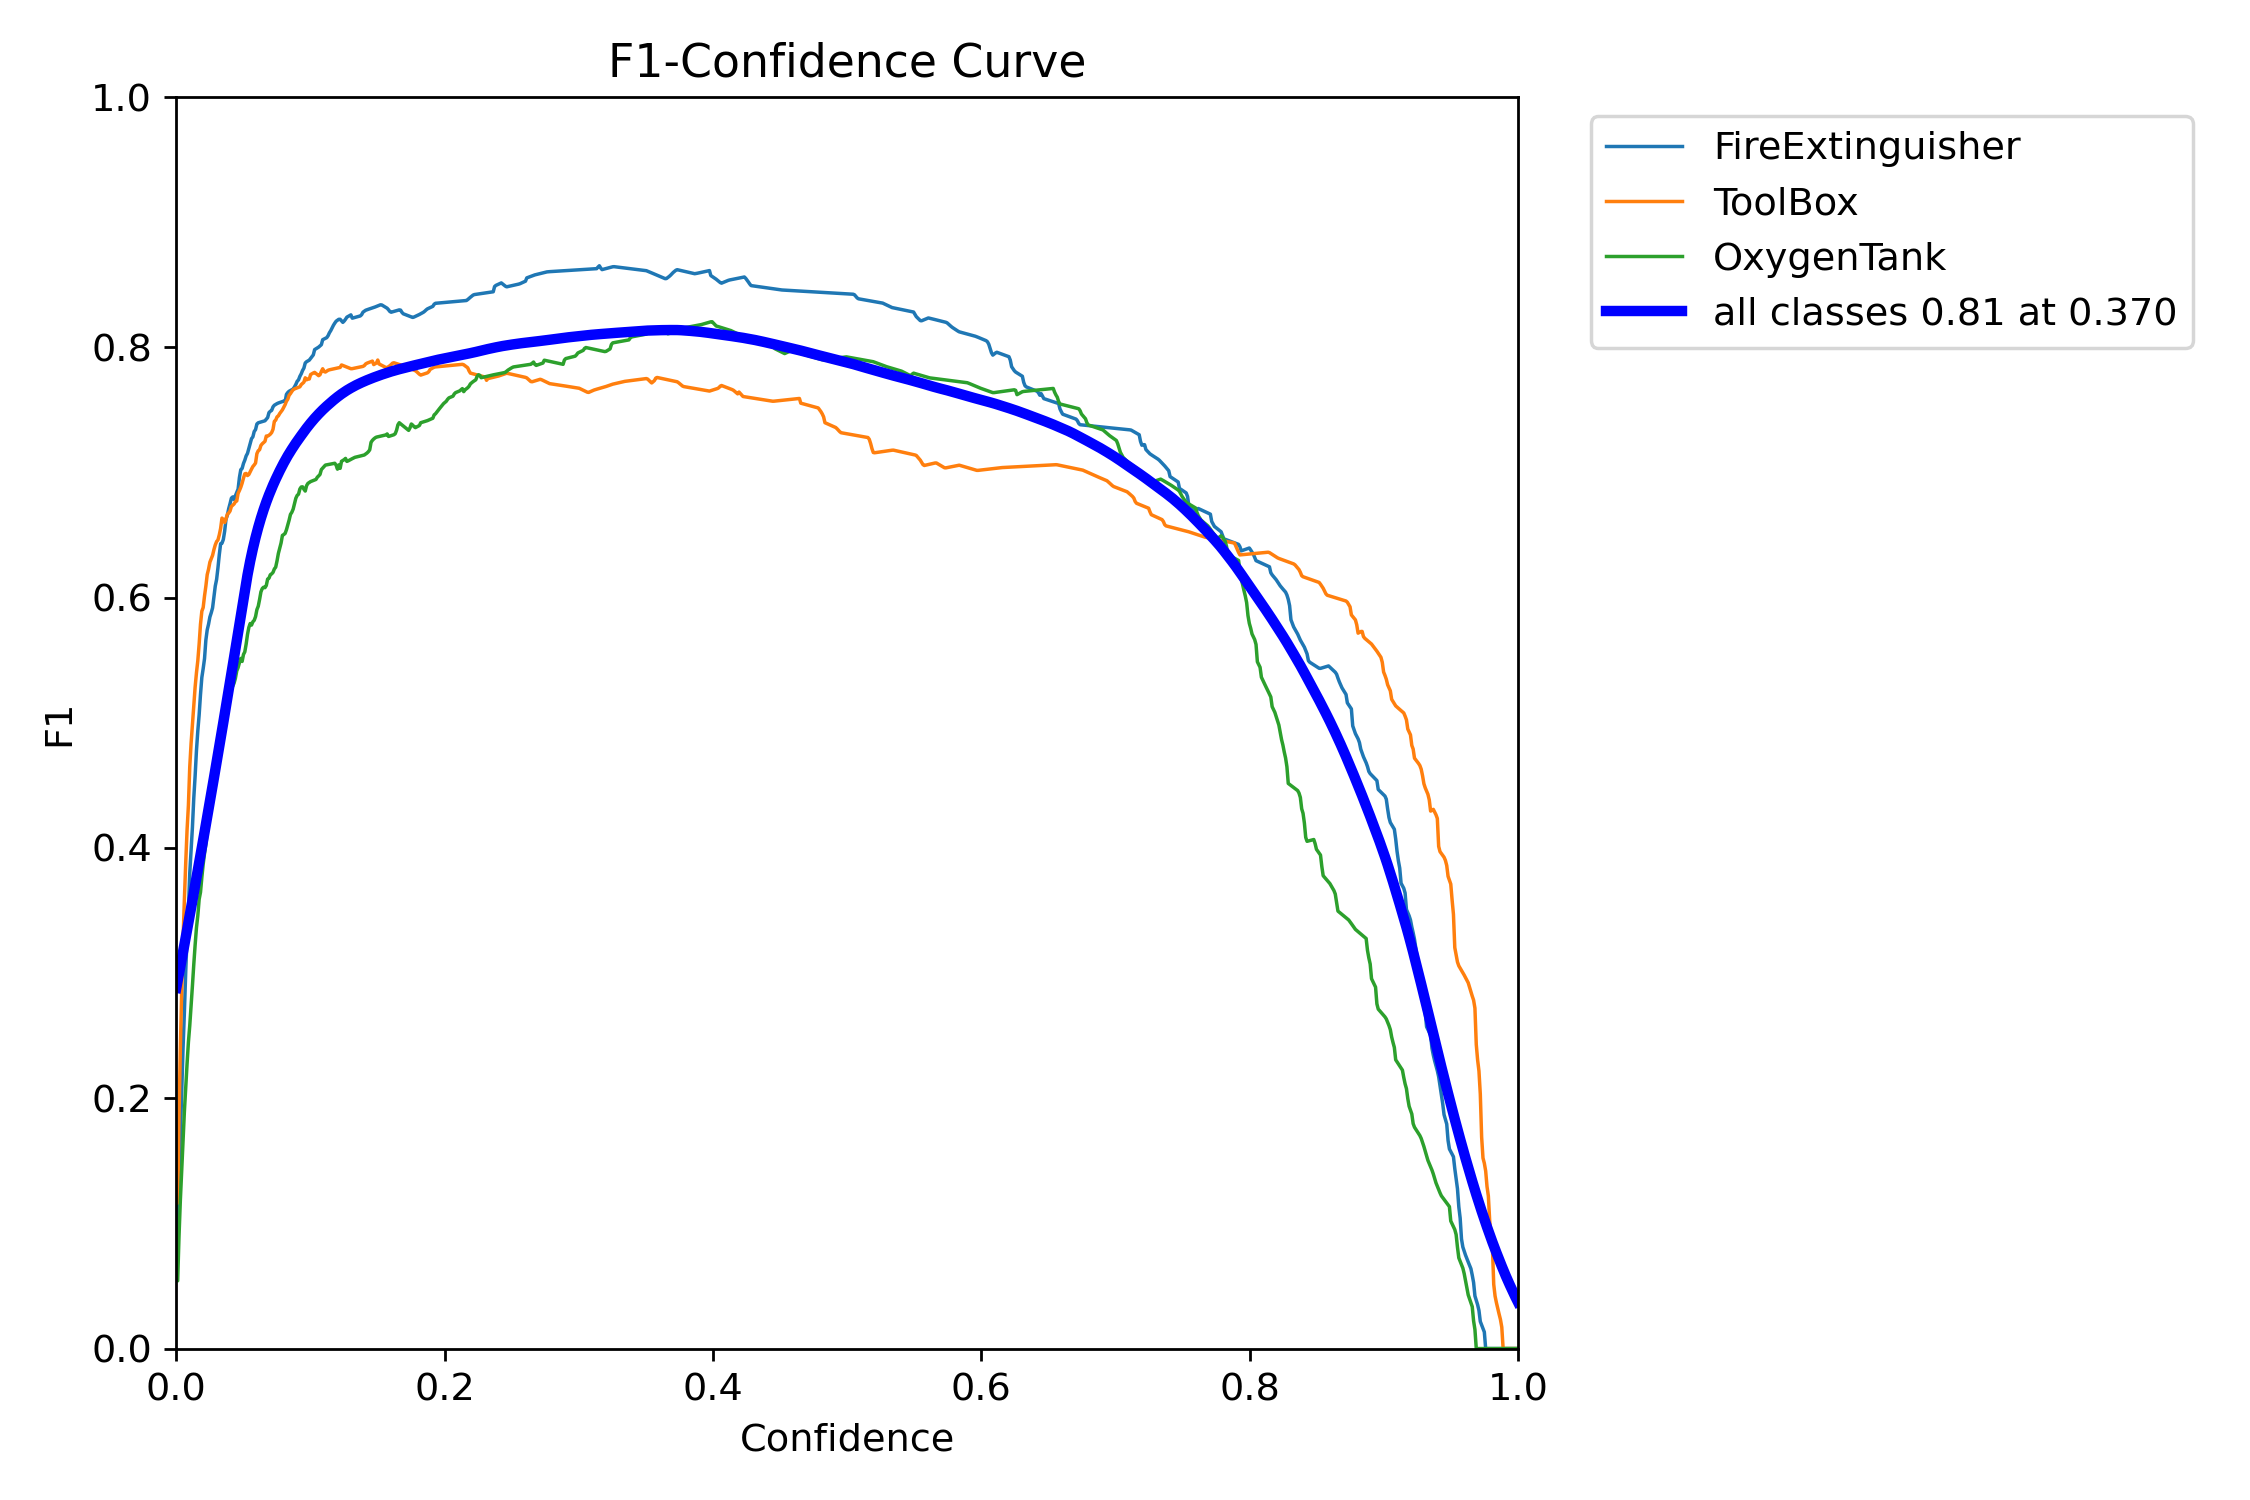 F1-Confidence Curve
1.0
0.8
0.6
0.4
0.2
0.0
F1
0.0 0.2 0.4 0.6 0.8 1.0
Confidence
FireExtinguisher
ToolBox
OxygenTank
all classes 0.81 at 0.370